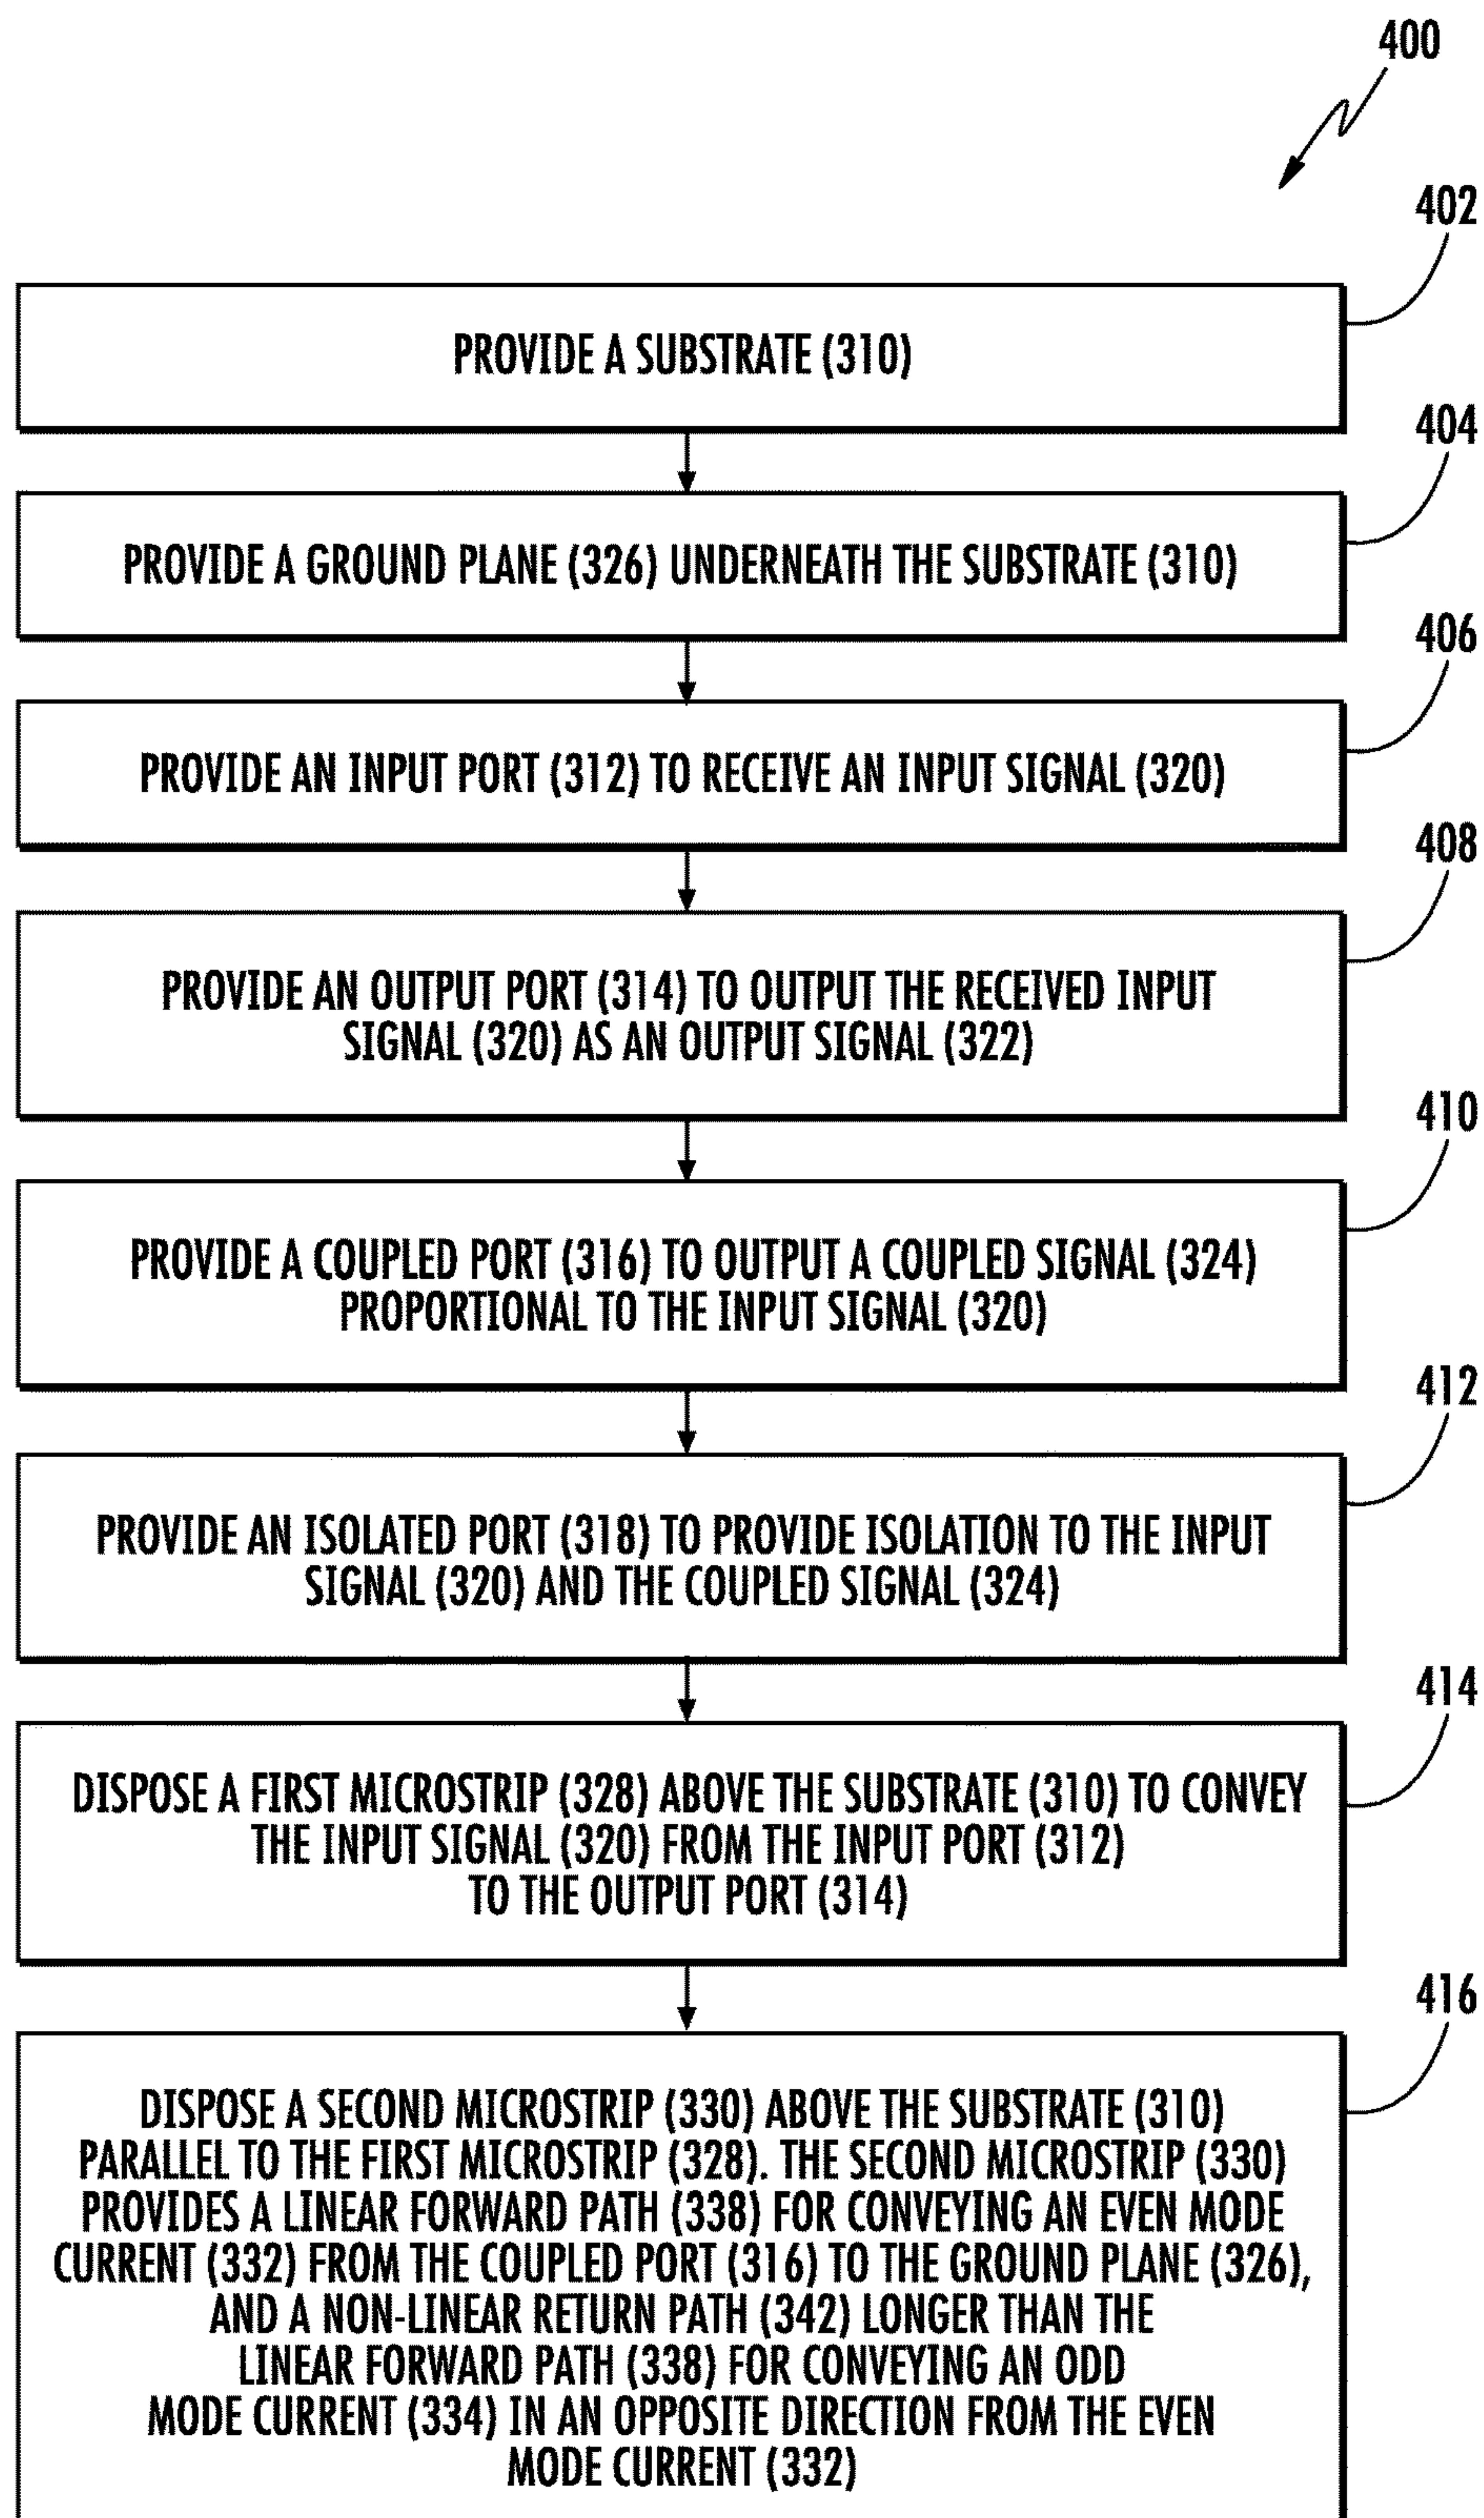 400
402
PROVIDE A SUBSTRATE (310)
404
PROVIDE A GROUND PLANE (326) UNDERNEATH THE SUBSTRATE (310)
406
PROVIDE AN INPUT PORT (312) TO RECEIVE AN INPUT SIGNAL (320)
408
PROVIDE AN OUTPUT PORT (314) TO OUTPUT THE RECEIVED INPUT
SIGNAL (320) AS AN OUTPUT SIGNAL (322)
410
PROVIDE A COUPLED PORT (316) TO OUTPUT A COUPLED SIGNAL (324)
PROPORTIONAL TO THE INPUT SIGNAL (320)
412
PROVIDE AN ISOLATED PORT (318) TO PROVIDE ISOLATION TO THE INPUT
SIGNAL (320) AND THE COUPLED SIGNAL (324)
414
DISPOSE A FIRST MICROSTRIP (328) ABOVE THE SUBSTRATE (310) TO CONVEY
THE INPUT SIGNAL (320) FROM THE INPUT PORT (312)
TO THE OUTPUT PORT (314)
416
DISPOSE A SECOND MICROSTRIP (330) ABOVE THE SUBSTRATE (310)
PARALLEL TO THE FIRST MICROSTRIP (328). THE SECOND MICROSTRIP (330)
PROVIDES A LINEAR FORWARD PATH (338) FOR CONVEYING AN EVEN MODE
CURRENT (332) FROM THE COUPLED PORT (316) TO THE GROUND PLANE (326),
AND A NON-LINEAR RETURN PATH (342) LONGER THAN THE
LINEAR FORWARD PATH (338) FOR CONVEYING AN ODD
MODE CURRENT (334) IN AN OPPOSITE DIRECTION FROM THE EVEN
MODE CURRENT (332)